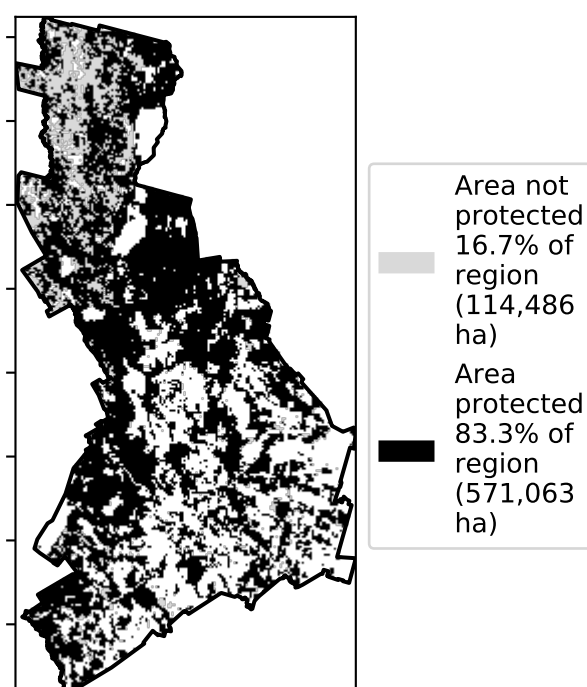 Area not
protected
16.7% of
region
(114,486
ha)
Area
protected
83.3% of
region
(571,063
ha)